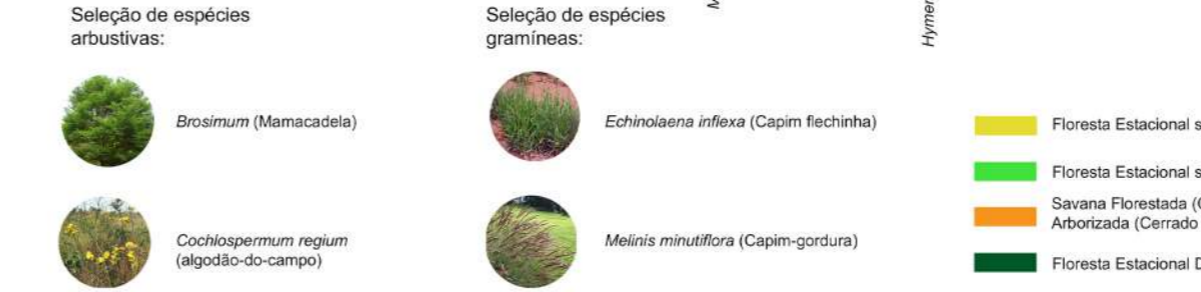 Seleção de espécies
arbustivas:
Brosimum (Mamacadela)
Cochlospermum regium
(algodão-do-campo)
Seleção de espécies
gramíneas:
Echinolaena inflexa (Capim flechinha)
Melinis minutiflora (Capim-gordura)
Hymen
Floresta Estacional s
Floresta Estacional s
Savana Florestada (
Arborizada (Cerrado
Floresta Estacional D